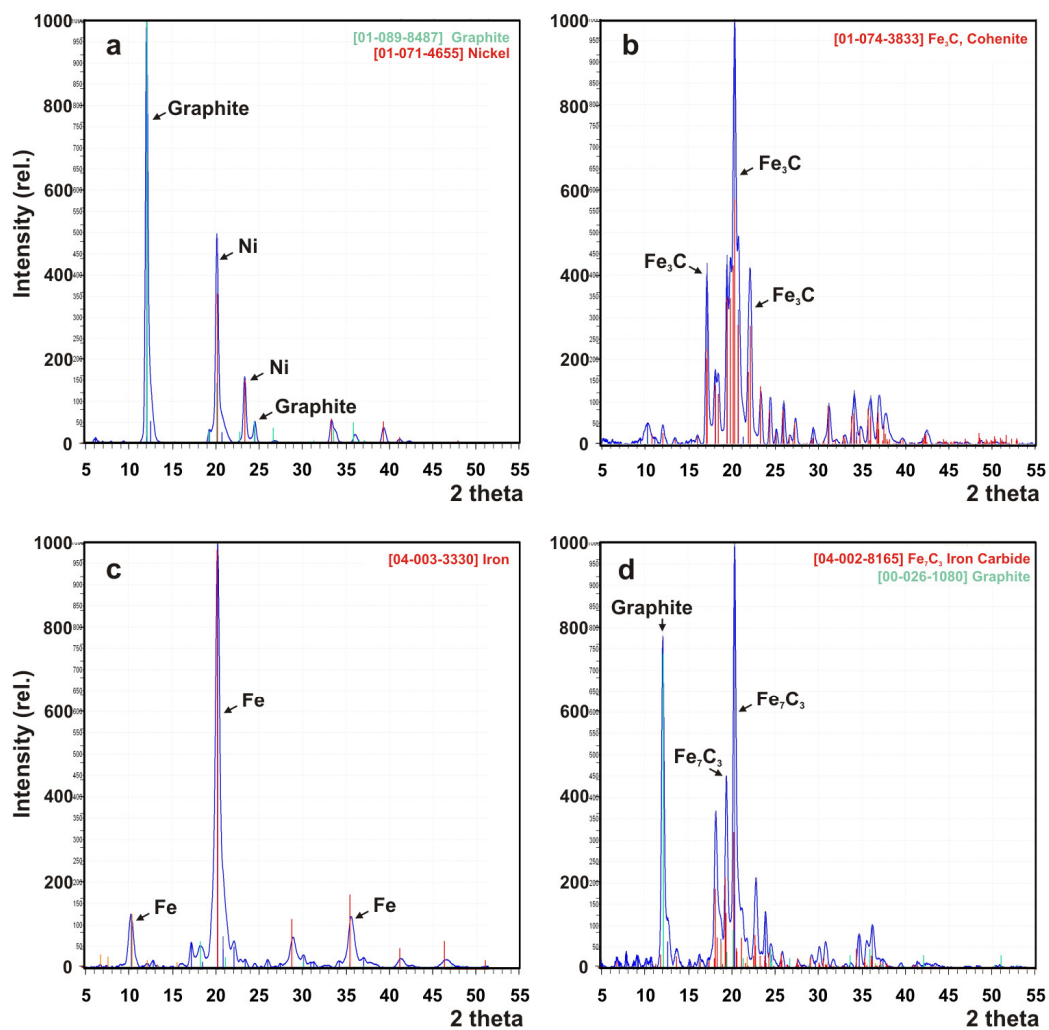 a
[01-089-8487] Graphite
[01-071-4655] Nickel
Graphite
Ni
Ni
Graphite
Intensity (rel.)
1000
800
600
400
200
0
5 10 15 20 25 30 35 40 45 50 55
2 theta
b
[01-074-3833] Fe₃C, Cohenite
Fe₃C
Fe₃C
Fe₃C
1000
800
600
400
200
0
5 10 15 20 25 30 35 40 45 50 55
2 theta
c
[04-003-3330] Iron
Fe
Fe
Fe
Intensity (rel.)
1000
800
600
400
200
0
5 10 15 20 25 30 35 40 45 50 55
2 theta
d
[04-002-8165] Fe₇C₃ Iron Carbide
[00-026-1080] Graphite
Graphite
Fe₇C₃
Fe₇C₃
1000
800
600
400
200
0
5 10 15 20 25 30 35 40 45 50 55
2 theta